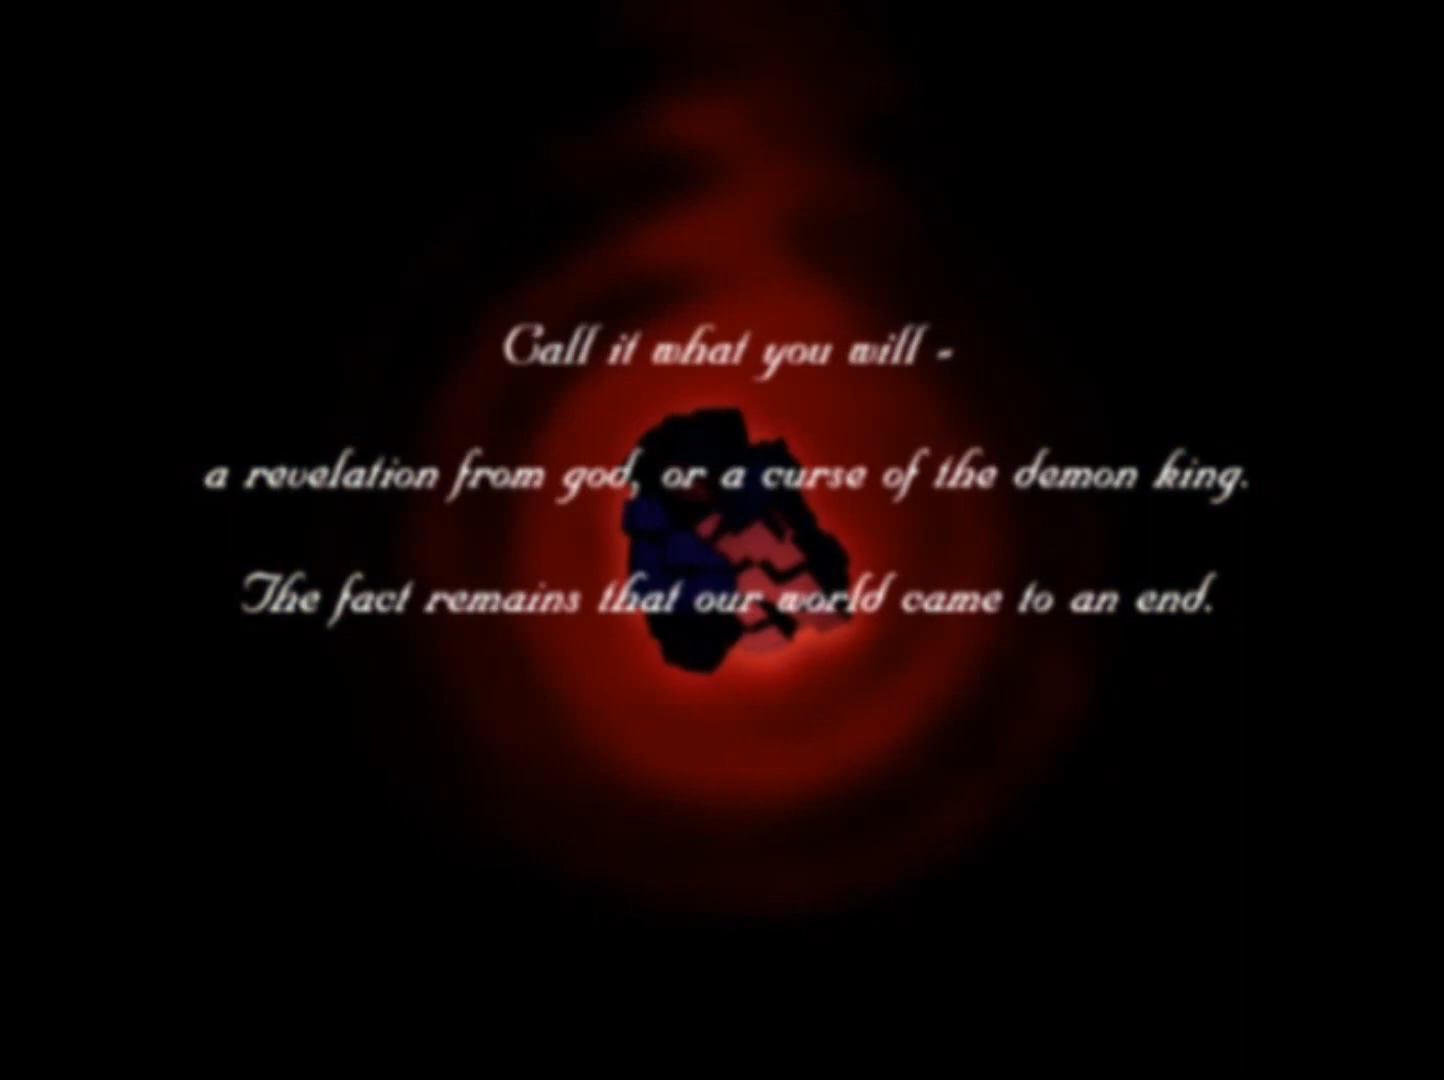 Call it what you will -
a revelation from god, or a curse of the demon king.
The fact remains that our world came to an end.